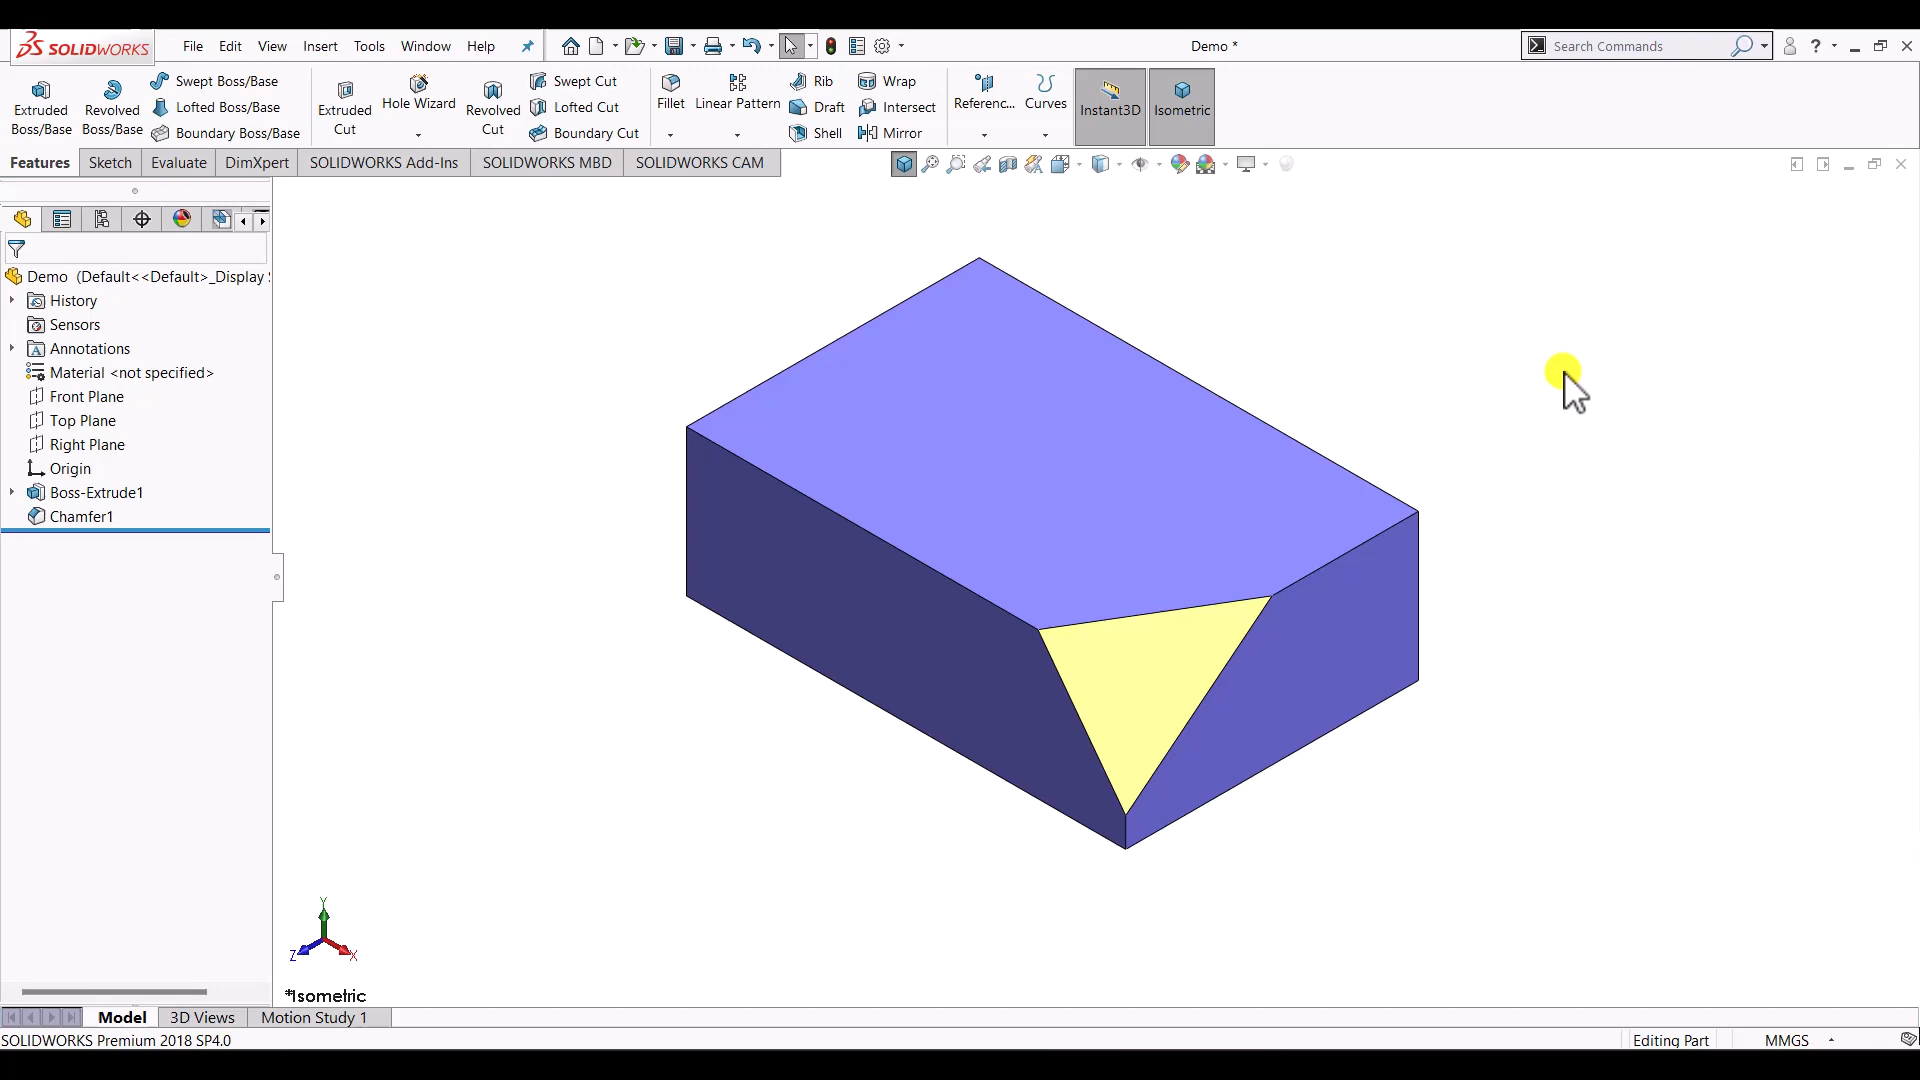 SOLIDWORKS
File Edit View Insert Tools Window Help
Demo *
Search Commands
Extruded Boss/Base
Revolved Boss/Base
Swept Boss/Base
Lofted Boss/Base
Boundary Boss/Base
Extruded Cut
Hole Wizard
Revolved Cut
Swept Cut
Lofted Cut
Boundary Cut
Fillet
Linear Pattern
Rib
Draft
Shell
Wrap
Intersect
Mirror
Referenc...
Curves
Instant3D
Isometric
Features Sketch Evaluate DimXpert SOLIDWORKS Add-Ins SOLIDWORKS MBD SOLIDWORKS CAM
Demo (Default<<Default>_Display
History
Sensors
A Annotations
Material <not specified>
Front Plane
Top Plane
Right Plane
Origin
Boss-Extrude1
Chamfer1
Y
Z X
*Isometric
Model 3D Views Motion Study 1
SOLIDWORKS Premium 2018 SP4.0
Editing Part MMGS